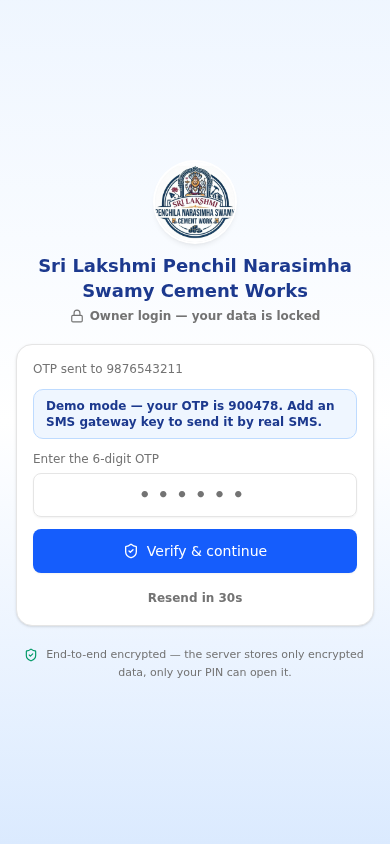 SRI LAKSHMI
PENCHILA NARASIMHA SWAMY
CEMENT WORK
Sri Lakshmi Penchil Narasimha
Swamy Cement Works
Owner login — your data is locked
OTP sent to 9876543211
Demo mode — your OTP is 900478. Add an
SMS gateway key to send it by real SMS.
Enter the 6-digit OTP
••••••
Verify & continue
Resend in 30s
End-to-end encrypted — the server stores only encrypted
data, only your PIN can open it.